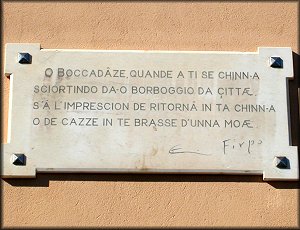 O BOCCADÂZE, QUANDE A TI SE CHINN-A
SCIORTINDO DA-O BORBOGGIO DA CITTÆ.
S'Â L'IMPRESCION DE RITORNÂ IN TA CHINN-A
O DE CAZZE IN TE BRASSE D'UNNA MOÆ.
Firpo